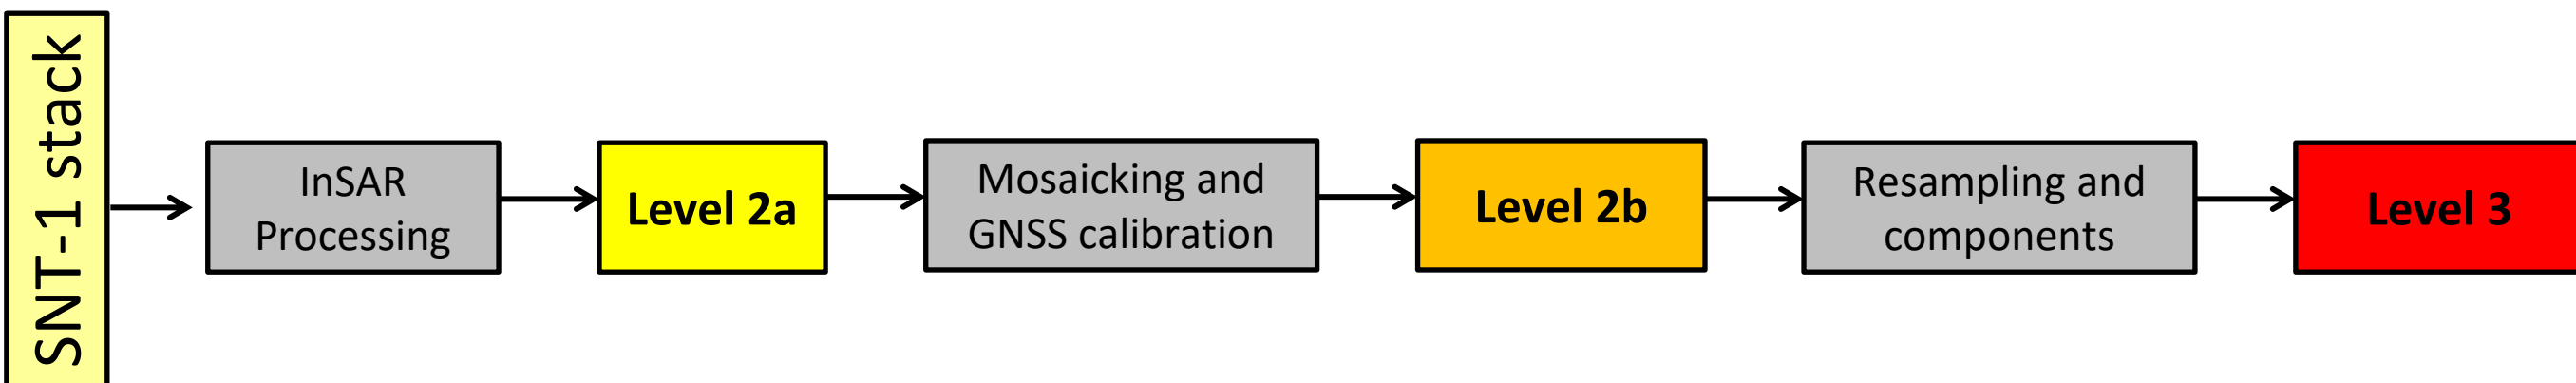 SNT-1 stack
InSAR
Processing
Level 2a
Mosaicking and
GNSS calibration
Level 2b
Resampling and
components
Level 3